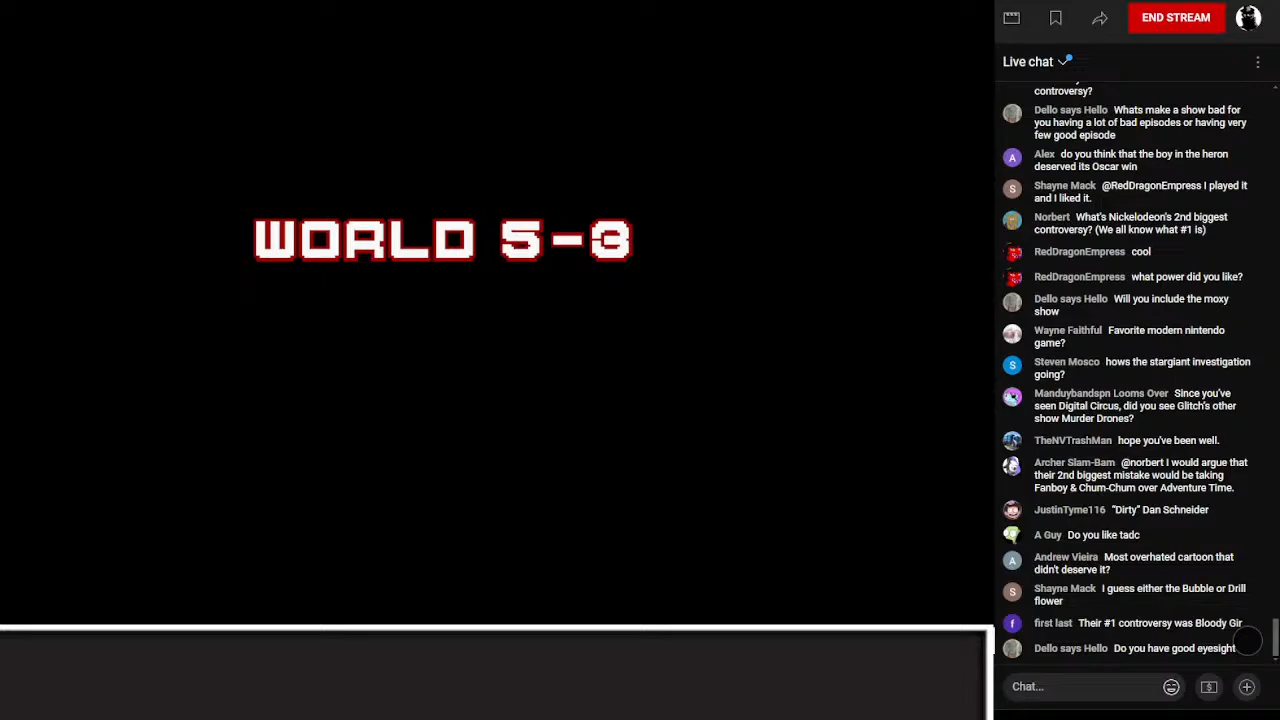 WORLD 5-3
END STREAM
Live chat
controversy?
Dello says Hello Whats make a show bad for
you having a lot of bad episodes or having very
few good episode
Alex do you think that the boy in the heron
deserved its Oscar win
Shayne Mack @RedDragonEmpress I played it
and I liked it.
Norbert What's Nickelodeon's 2nd biggest
controversy? (We all know what #1 is)
RedDragonEmpress cool
RedDragonEmpress what power did you like?
Dello says Hello Will you include the moxy
show
Wayne Faithful Favorite modern nintendo
game?
Steven Mosco hows the stargiant investigation
going?
Manduybandspn Looms Over Since you've
seen Digital Circus, did you see Glitch's other
show Murder Drones?
TheNVTrashMan hope you've been well.
Archer Slam-Bam @norbert I would argue that
their 2nd biggest mistake would be taking
Fanboy & Chum-Chum over Adventure Time.
JustinTyme116 "Dirty" Dan Schneider
A Guy Do you like tadc
Andrew Vieira Most overhated cartoon that
didn't deserve it?
Shayne Mack I guess either the Bubble or Drill
flower
first last Their #1 controversy was Bloody Gir
Dello says Hello Do you have good eyesight
Chat...